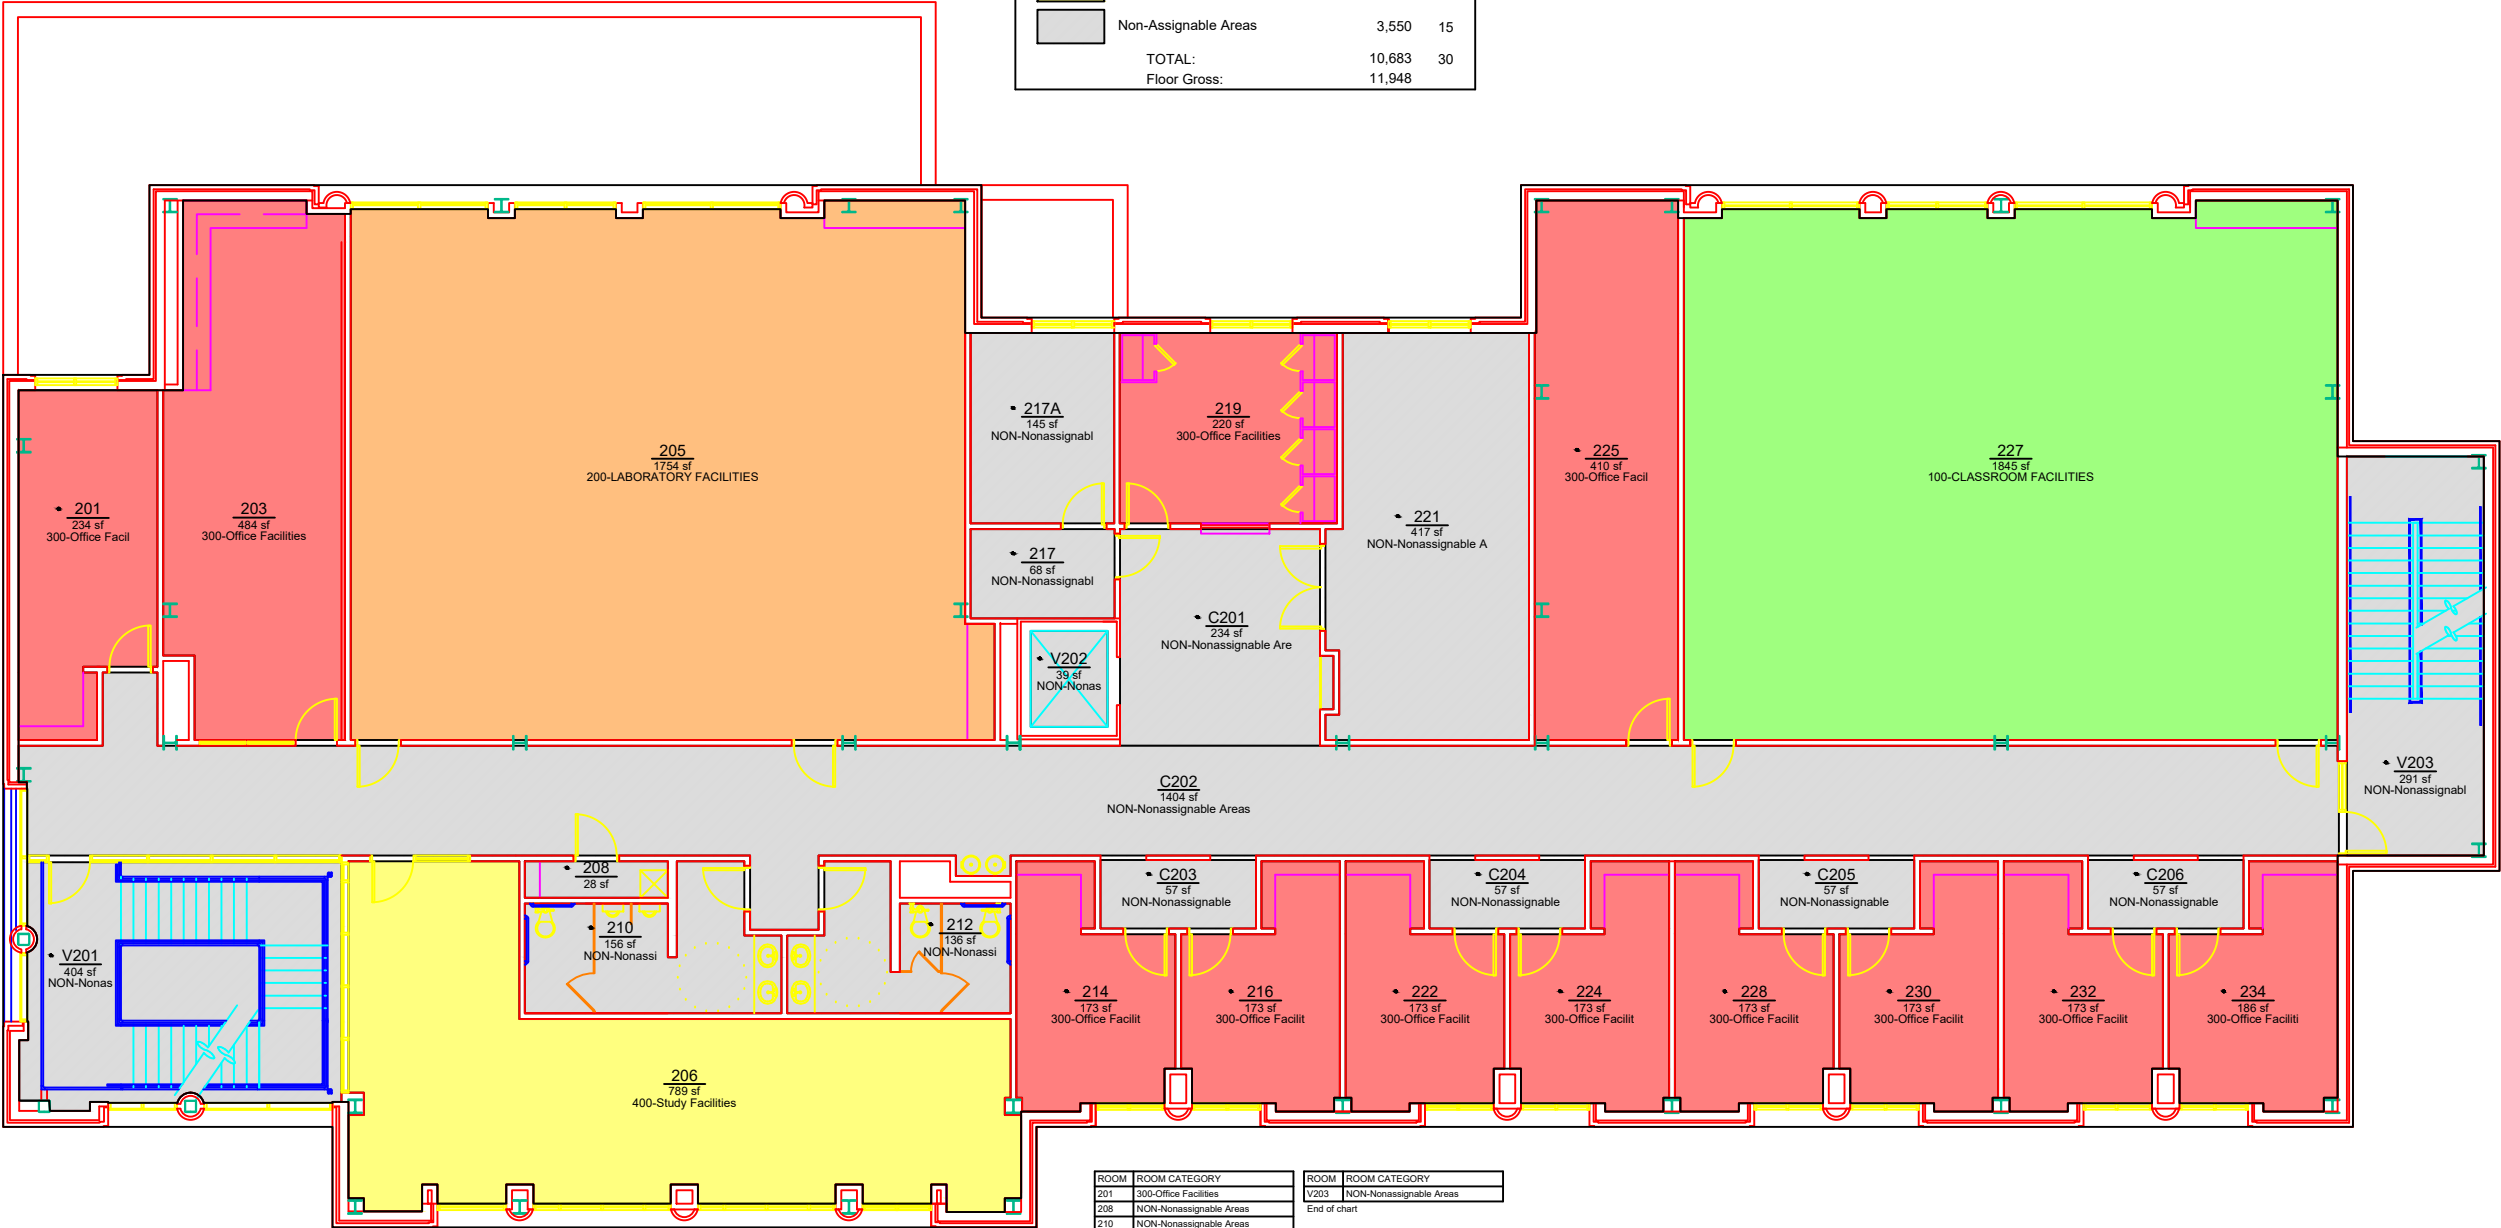 Non-Assignable Areas 3,550 15
TOTAL: 10,683 30
Floor Gross: 11,948
201
234 sf
300-Office Facil
203
484 sf
300-Office Facilities
205
1754 sf
200-LABORATORY FACILITIES
217A
145 sf
NON-Nonassignabl
219
220 sf
300-Office Facilities
217
68 sf
NON-Nonassignabl
221
417 sf
NON-Nonassignable A
225
410 sf
300-Office Facil
227
1845 sf
100-CLASSROOM FACILITIES
C201
234 sf
NON-Nonassignable Are
V202
39 sf
NON-Nonas
C202
1404 sf
NON-Nonassignable Areas
V203
291 sf
NON-Nonassignabl
208
28 sf
210
156 sf
NON-Nonassi
212
136 sf
NON-Nonassi
V201
404 sf
NON-Nonas
C203
57 sf
NON-Nonassignable
C204
57 sf
NON-Nonassignable
C205
57 sf
NON-Nonassignable
C206
57 sf
NON-Nonassignable
214
173 sf
300-Office Facilit
216
173 sf
300-Office Facilit
222
173 sf
300-Office Facilit
224
173 sf
300-Office Facilit
228
173 sf
300-Office Facilit
230
173 sf
300-Office Facilit
232
173 sf
300-Office Facilit
234
186 sf
300-Office Faciliti
206
789 sf
400-Study Facilities
ROOM ROOM CATEGORY
201 300-Office Facilities
208 NON-Nonassignable Areas
210 NON-Nonassignable Areas
ROOM ROOM CATEGORY
V203 NON-Nonassignable Areas
End of chart